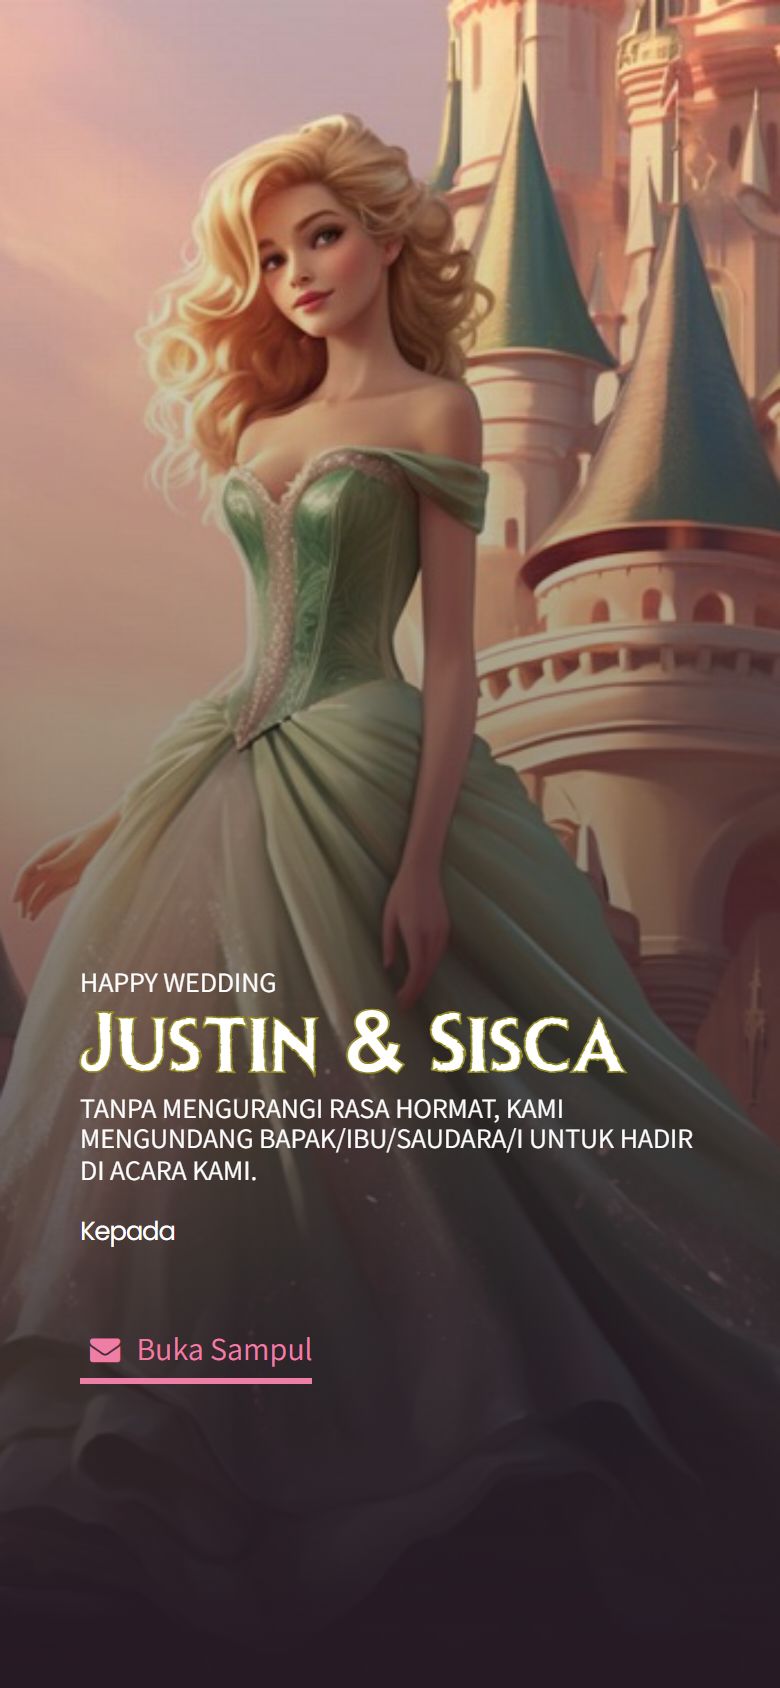 HAPPY WEDDING
JUSTIN & SISCA
TANPA MENGURANGI RASA HORMAT, KAMI
MENGUNDANG BAPAK/IBU/SAUDARA/I UNTUK HADIR
DI ACARA KAMI.
Kepada
Buka Sampul